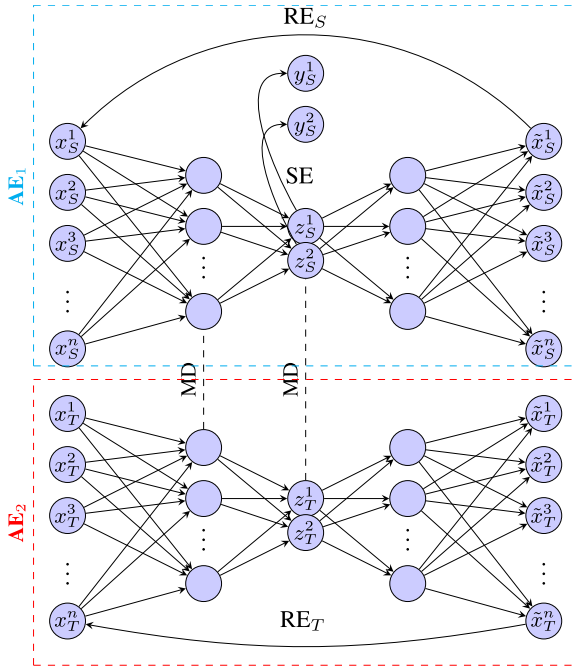 RE_S
y_S^1
y_S^2
SE
AE_1
x_S^1
x_S^2
x_S^3
⋮
x_S^n
⋮
z_S^1
z_S^2
⋮
x̃_S^1
x̃_S^2
x̃_S^3
⋮
x̃_S^n
MD
MD
AE_2
x_T^1
x_T^2
x_T^3
⋮
x_T^n
⋮
z_T^1
z_T^2
⋮
x̃_T^1
x̃_T^2
x̃_T^3
⋮
x̃_T^n
RE_T